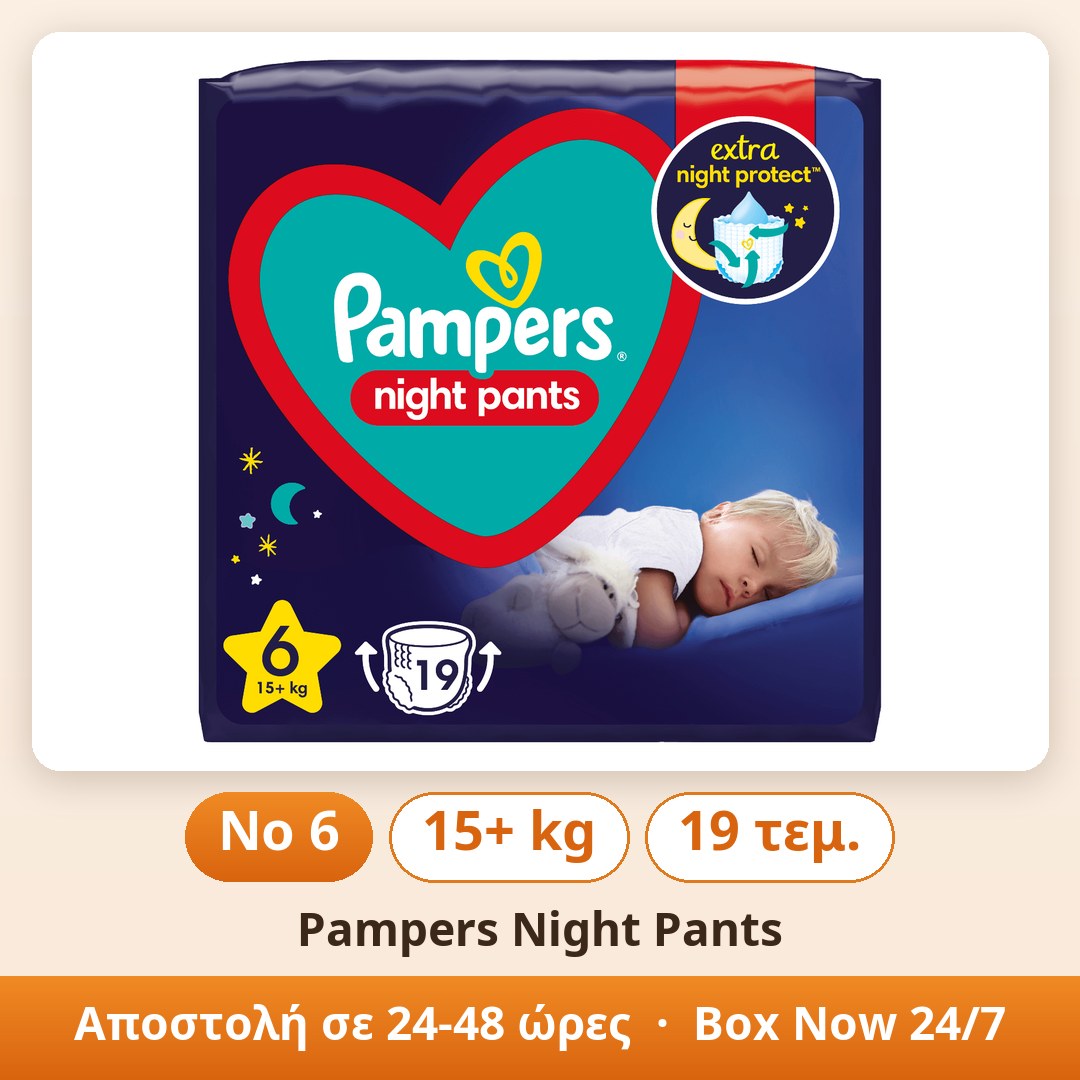 extra
night protect™
Pampers®
night pants
6
15+ kg
19
No 6
15+ kg
19 τεμ.
Pampers Night Pants
Αποστολή σε 24-48 ώρες · Box Now 24/7